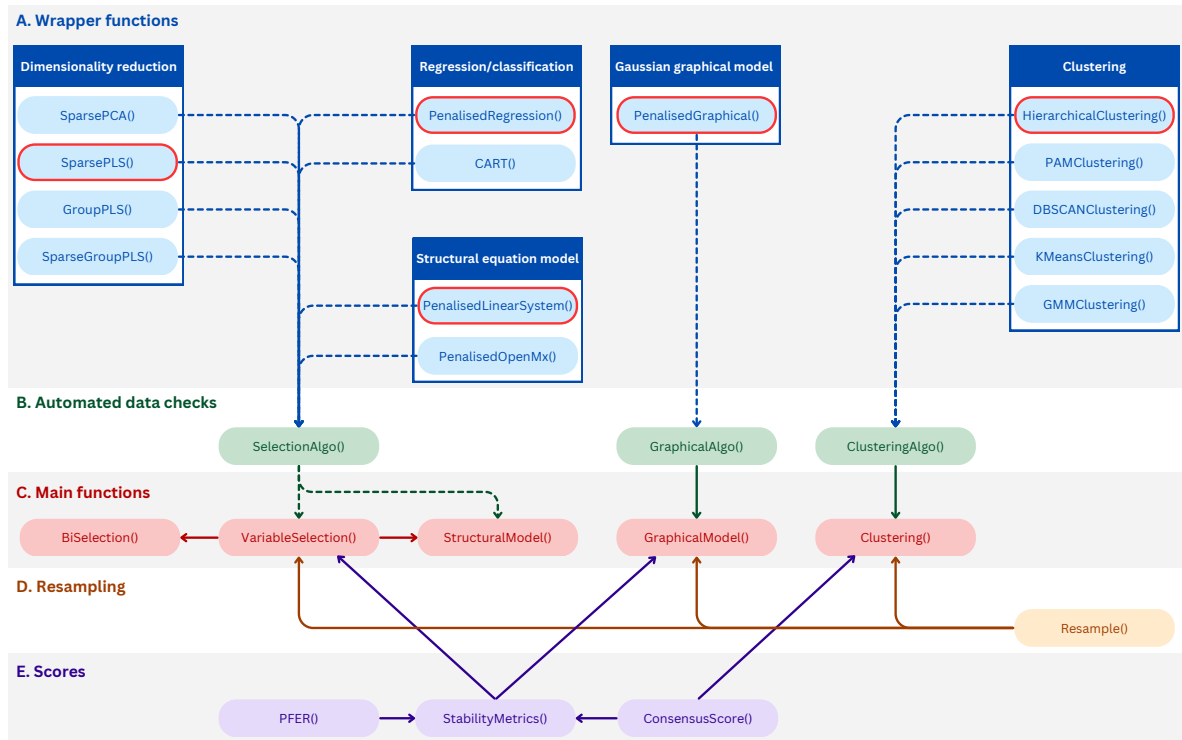 A. Wrapper functions
Dimensionality reduction
SparsePCA()
SparsePLS()
GroupPLS()
SparseGroupPLS()
Regression/classification
PenalisedRegression()
CART()
Structural equation model
PenalisedLinearSystem()
PenalisedOpenMx()
Gaussian graphical model
PenalisedGraphical()
Clustering
HierarchicalClustering()
PAMClustering()
DBSCANClustering()
KMeansClustering()
GMMClustering()
B. Automated data checks
SelectionAlgo()
GraphicalAlgo()
ClusteringAlgo()
C. Main functions
BiSelection()
VariableSelection()
StructuralModel()
GraphicalModel()
Clustering()
D. Resampling
Resample()
E. Scores
PFER()
StabilityMetrics()
ConsensusScore()